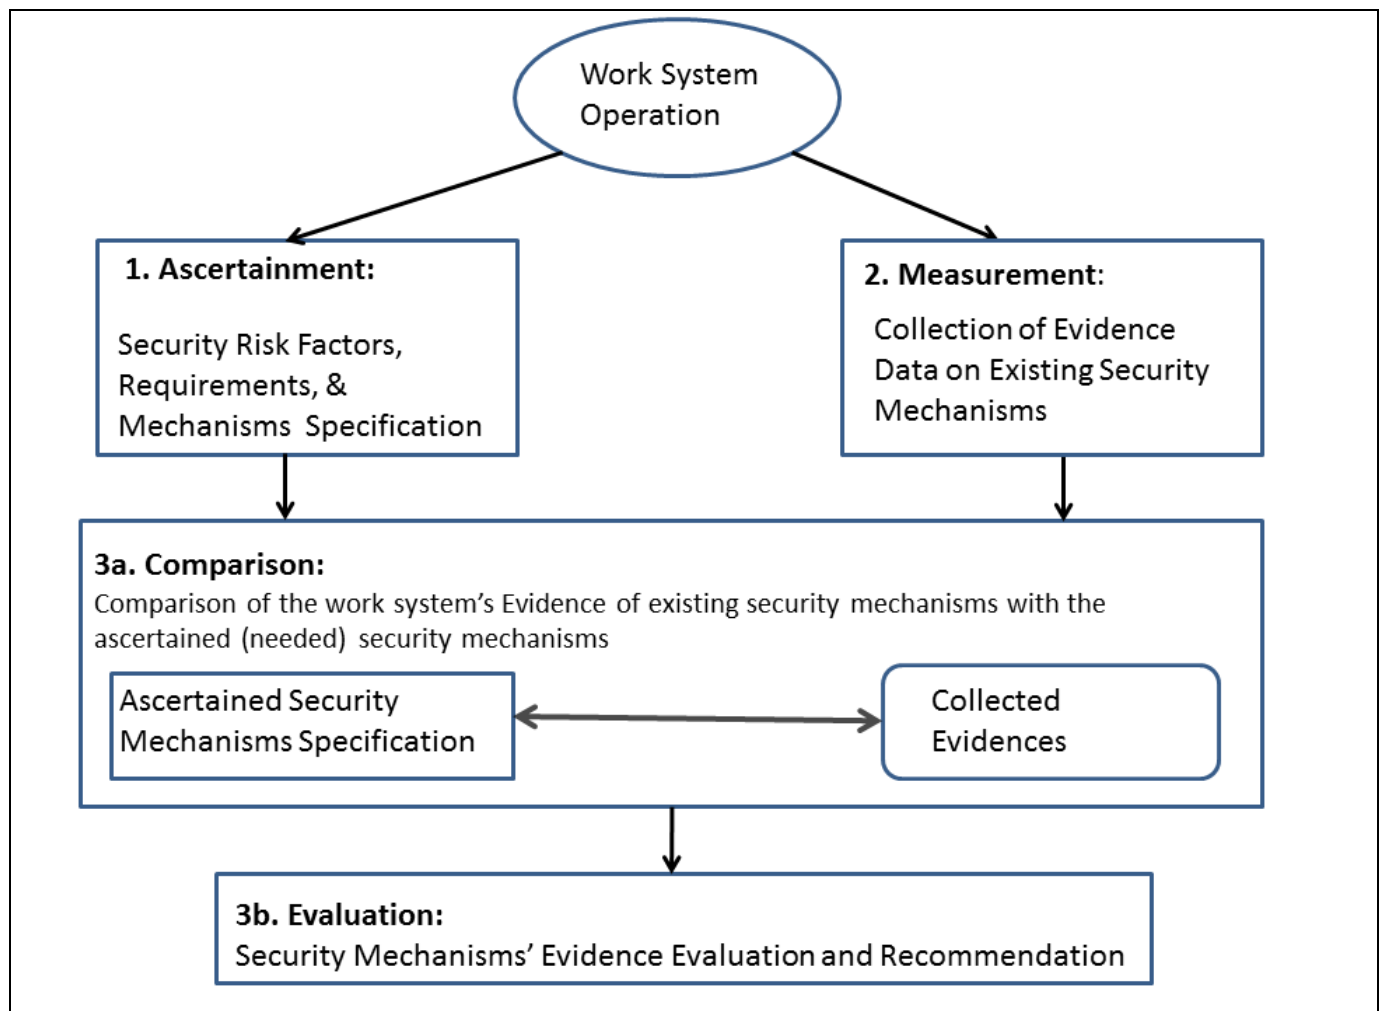 Work System
Operation
1. Ascertainment:
Security Risk Factors,
Requirements, &
Mechanisms Specification
2. Measurement:
Collection of Evidence
Data on Existing Security
Mechanisms
3a. Comparison:
Comparison of the work system’s Evidence of existing security mechanisms with the
ascertained (needed) security mechanisms
Ascertained Security
Mechanisms Specification
Collected
Evidences
3b. Evaluation:
Security Mechanisms’ Evidence Evaluation and Recommendation